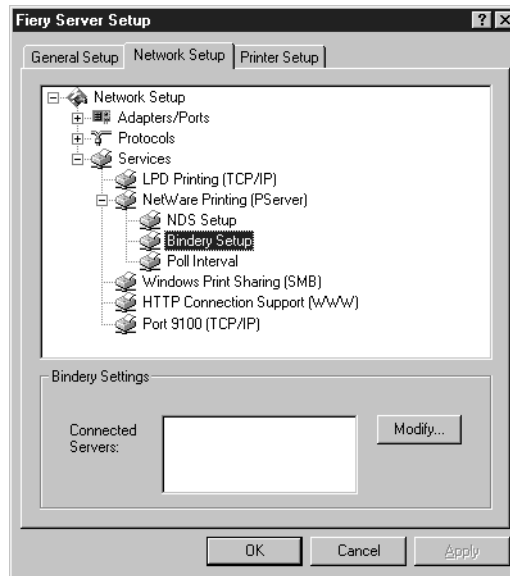 Fiery Server Setup
General Setup Network Setup Printer Setup
Network Setup
Adapters/Ports
Protocols
Services
LPD Printing (TCP/IP)
NetWare Printing (PServer)
NDS Setup
Bindery Setup
Poll Interval
Windows Print Sharing (SMB)
HTTP Connection Support (WWW)
Port 9100 (TCP/IP)
Bindery Settings
Connected
Servers:
Modify...
OK Cancel Apply